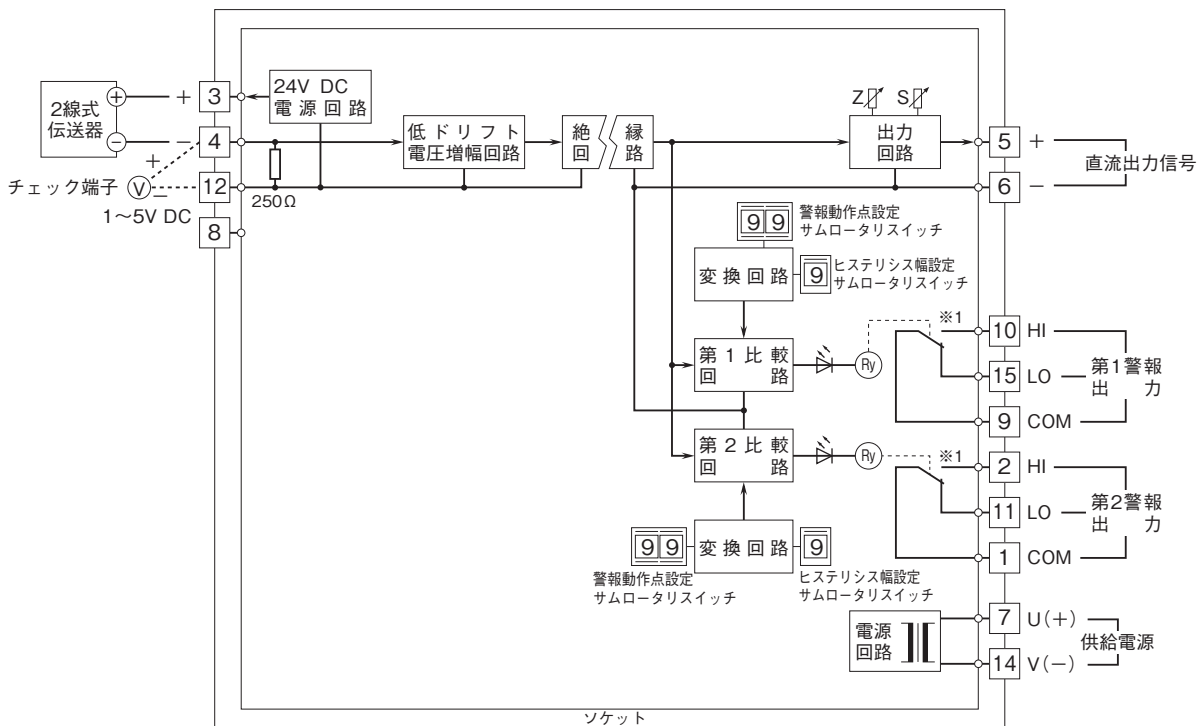 2線式
伝送器
+
−
+
−
3
4
12
8
24V DC
電源回路
チェック端子
V
+
−
1～5V DC
250Ω
低ドリフト
電圧増幅回路
絶縁
回路
Z
S
出力
回路
5
+
6
−
直流出力信号
9 9
警報動作点設定
サムロータリスイッチ
変換回路
9
ヒステリシス幅設定
サムロータリスイッチ
第1比較
回路
Ry
※1
10
HI
15
LO
9
COM
第1警報
出力
第2比較
回路
Ry
※1
2
HI
11
LO
1
COM
第2警報
出力
9 9
変換回路
9
警報動作点設定
サムロータリスイッチ
ヒステリシス幅設定
サムロータリスイッチ
電源
回路
7
U(+)
14
V(−)
供給電源
ソケット